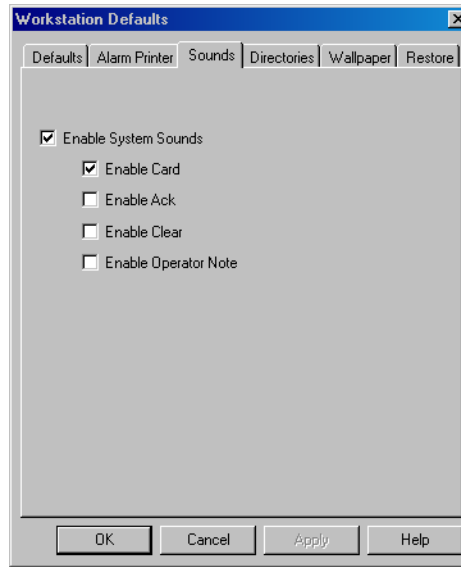 Workstation Defaults
Defaults Alarm Printer Sounds Directories Wallpaper Restore
Enable System Sounds
Enable Card
Enable Ack
Enable Clear
Enable Operator Note
OK Cancel Apply Help